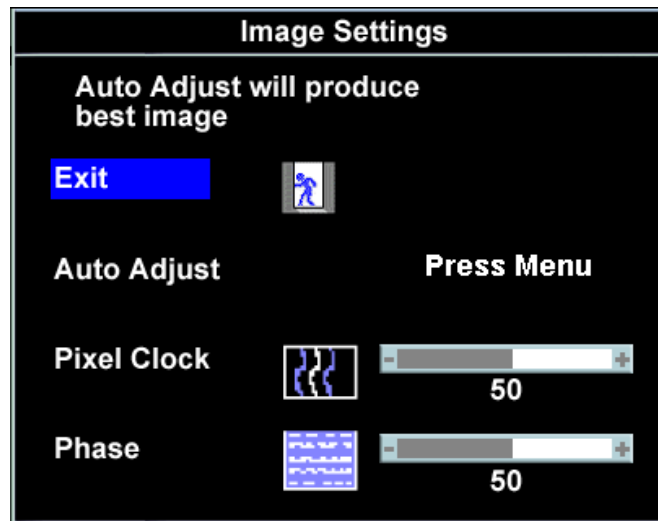 Image Settings
Auto Adjust will produce
best image
Exit
Auto Adjust Press Menu
Pixel Clock - +
50
Phase - +
50